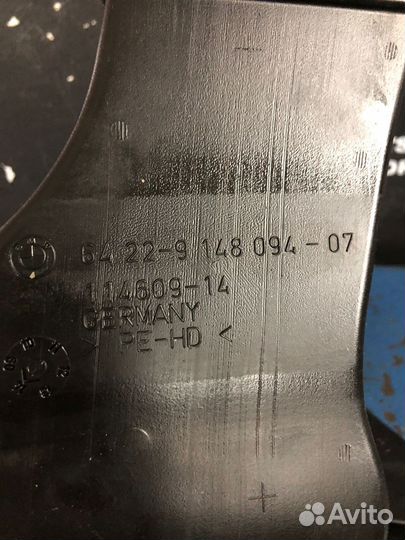 64 22-9 148 094-07
114609-14
GERMANY
> PE-HD <
Avito